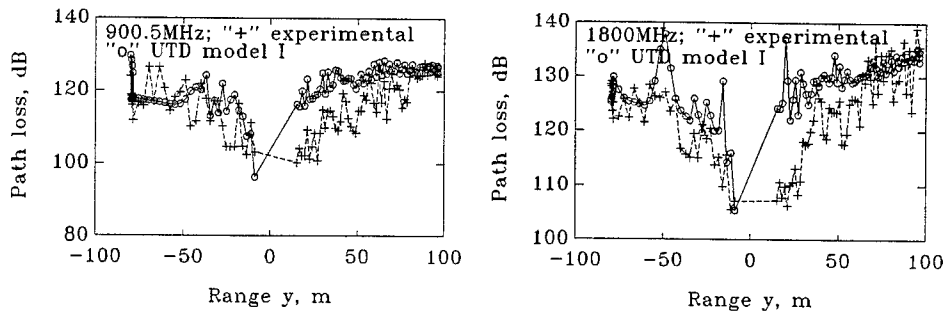 900.5MHz; "+" experimental
"o" UTD model I
140
120
100
80
Path loss, dB
-100
-50
0
50
100
Range y, m
1800MHz; "+" experimental
"o" UTD model I
130
120
110
100
Path loss, dB
-100
-50
0
50
100
Range y, m